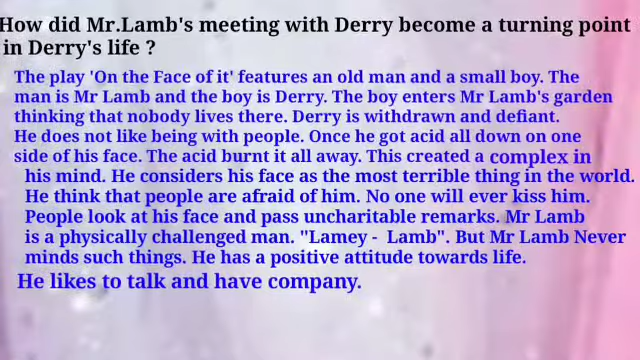 How did Mr.Lamb's meeting with Derry become a turning point
in Derry's life ?
The play 'On the Face of it' features an old man and a small boy. The
man is Mr Lamb and the boy is Derry. The boy enters Mr Lamb's garden
thinking that nobody lives there. Derry is withdrawn and defiant.
He does not like being with people. Once he got acid all down on one
side of his face. The acid burnt it all away. This created a complex in
his mind. He considers his face as the most terrible thing in the world.
He think that people are afraid of him. No one will ever kiss him.
People look at his face and pass uncharitable remarks. Mr Lamb
is a physically challenged man. "Lamey - Lamb". But Mr Lamb Never
minds such things. He has a positive attitude towards life.
He likes to talk and have company.